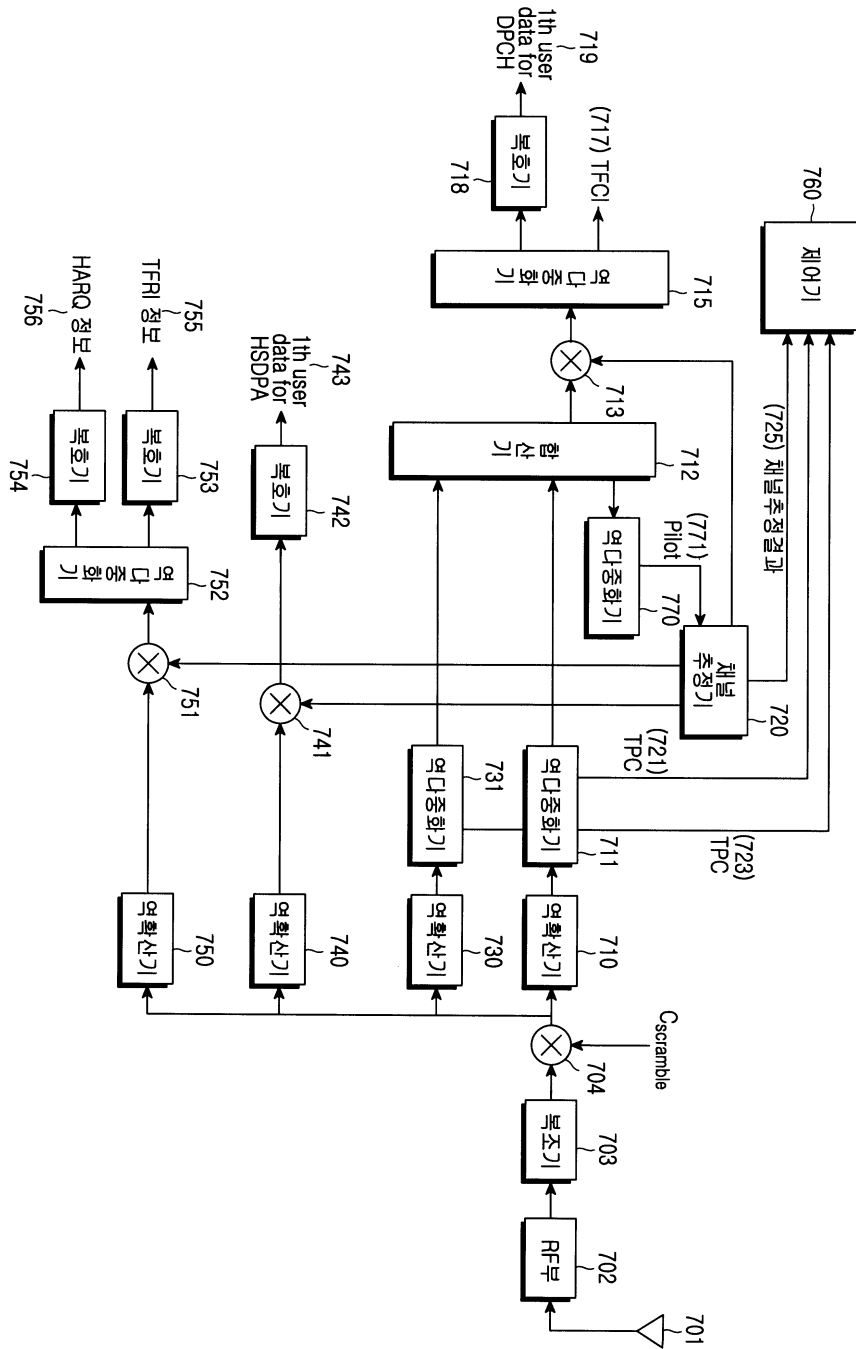 760
제어기
(725) 채널추정결과
720
채널
추정기
(723)
TPC
(721)
TPC
701
(771)
Pilot
Cscramble
715
712
770
역다중화기
(717) TFCI
713
711
710
704
703
702
719
1th user
data for
DPCH
718
복호기
역다중화기
합산기
역다중화기
역확산기
복조기
RF부
731
730
역다중화기
역확산기
743
1th user
data for
HSDPA
742
복호기
741
740
역확산기
755
TFRI 정보
753
복호기
752
역다중화기
751
750
역확산기
HARQ 정보
756
복호기
754